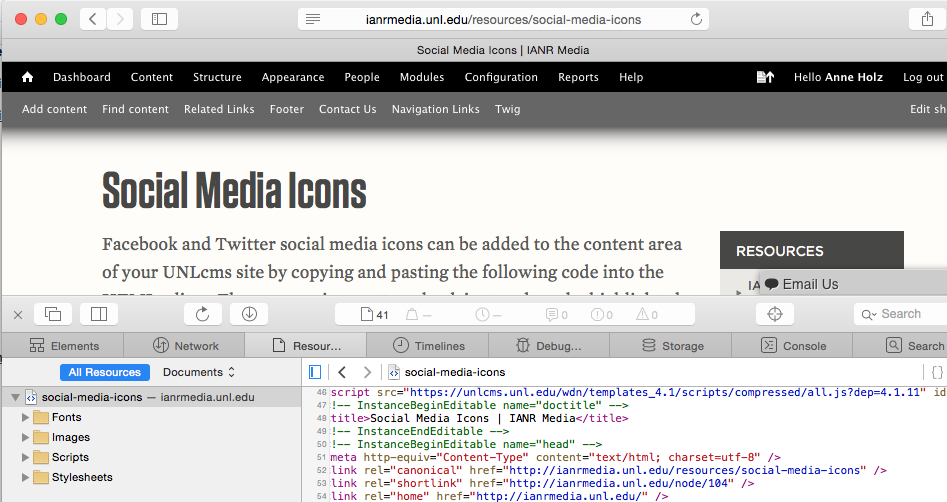 ianrmedia.unl.edu/resources/social-media-icons
Social Media Icons | IANR Media
Dashboard Content Structure Appearance People Modules Configuration Reports Help Hello Anne Holz Log out
Add content Find content Related Links Footer Contact Us Navigation Links Twig Edit sh
Social Media Icons
Facebook and Twitter social media icons can be added to the content area
of your UNLcms site by copying and pasting the following code into the
RESOURCES
IA
Email Us
41 — — 0 0 0 Search
Elements Network Resour... Timelines Debug... Storage Console Search
All Resources Documents social-media-icons {}
social-media-icons — ianrmedia.unl.edu
Fonts
Images
Scripts
Stylesheets
46 script src="https://unlcms.unl.edu/wdn/templates_4.1/scripts/compressed/all.js?dep=4.1.11" id
47 !-- InstanceBeginEditable name="doctitle" -->
48 title>Social Media Icons | IANR Media</title>
49 !-- InstanceEndEditable -->
50 !-- InstanceBeginEditable name="head" -->
51 meta http-equiv="Content-Type" content="text/html; charset=utf-8" />
52 link rel="canonical" href="http://ianrmedia.unl.edu/resources/social-media-icons" />
53 link rel="shortlink" href="http://ianrmedia.unl.edu/node/104" />
54 link rel="home" href="http://ianrmedia.unl.edu/" />